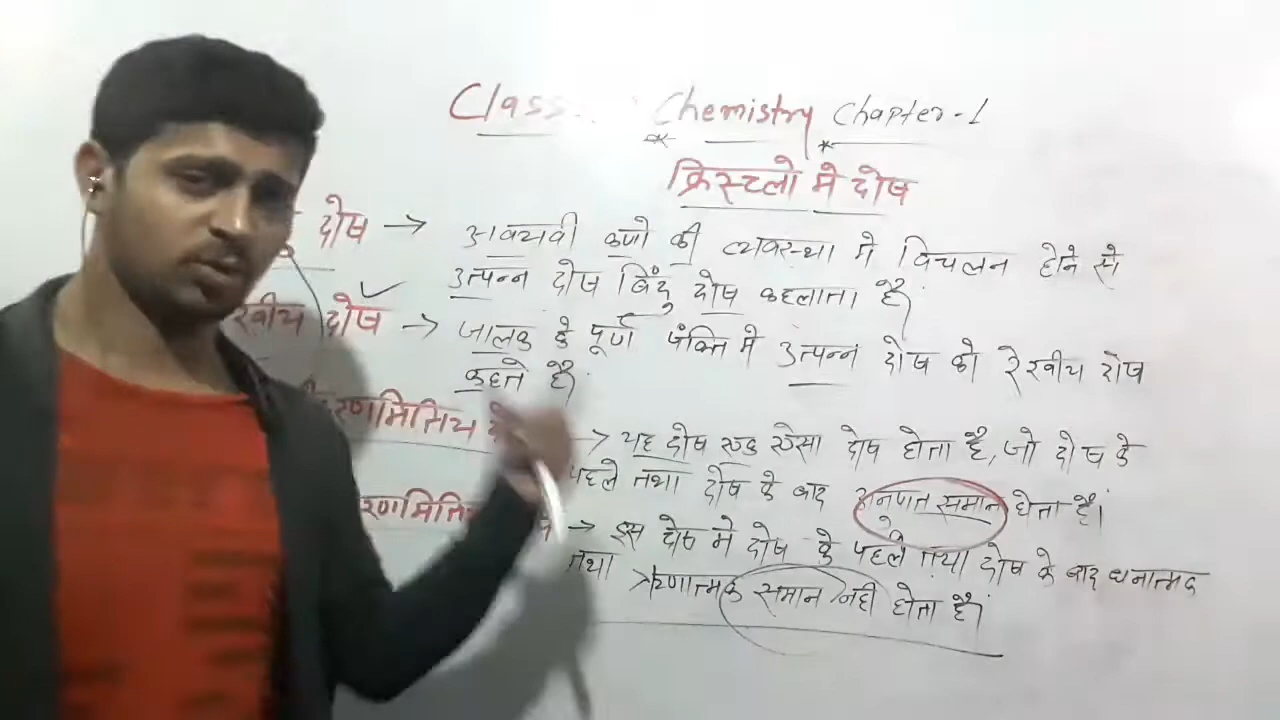 Class Chemistry Chapter-1
क्रिस्टलो मे दोष
दोष → अवयवी कणो की व्यवस्था मे विचलन होने से
उत्पन्न दोष बिंदु दोष कहलाता है।
रेखीय दोष → जालक के पूर्ण पंक्ति मे उत्पन्न दोष को रेखीय दोष
कहते है।
→ यह दोष एक ऐसा दोष होता है, जो दोष के
पहले तथा दोष के बाद अनुपात समान होता है।
→ इस दोष मे दोष के पहले तथा दोष के बाद धनात्मक
तथा ऋणात्मक समान नही होता है।